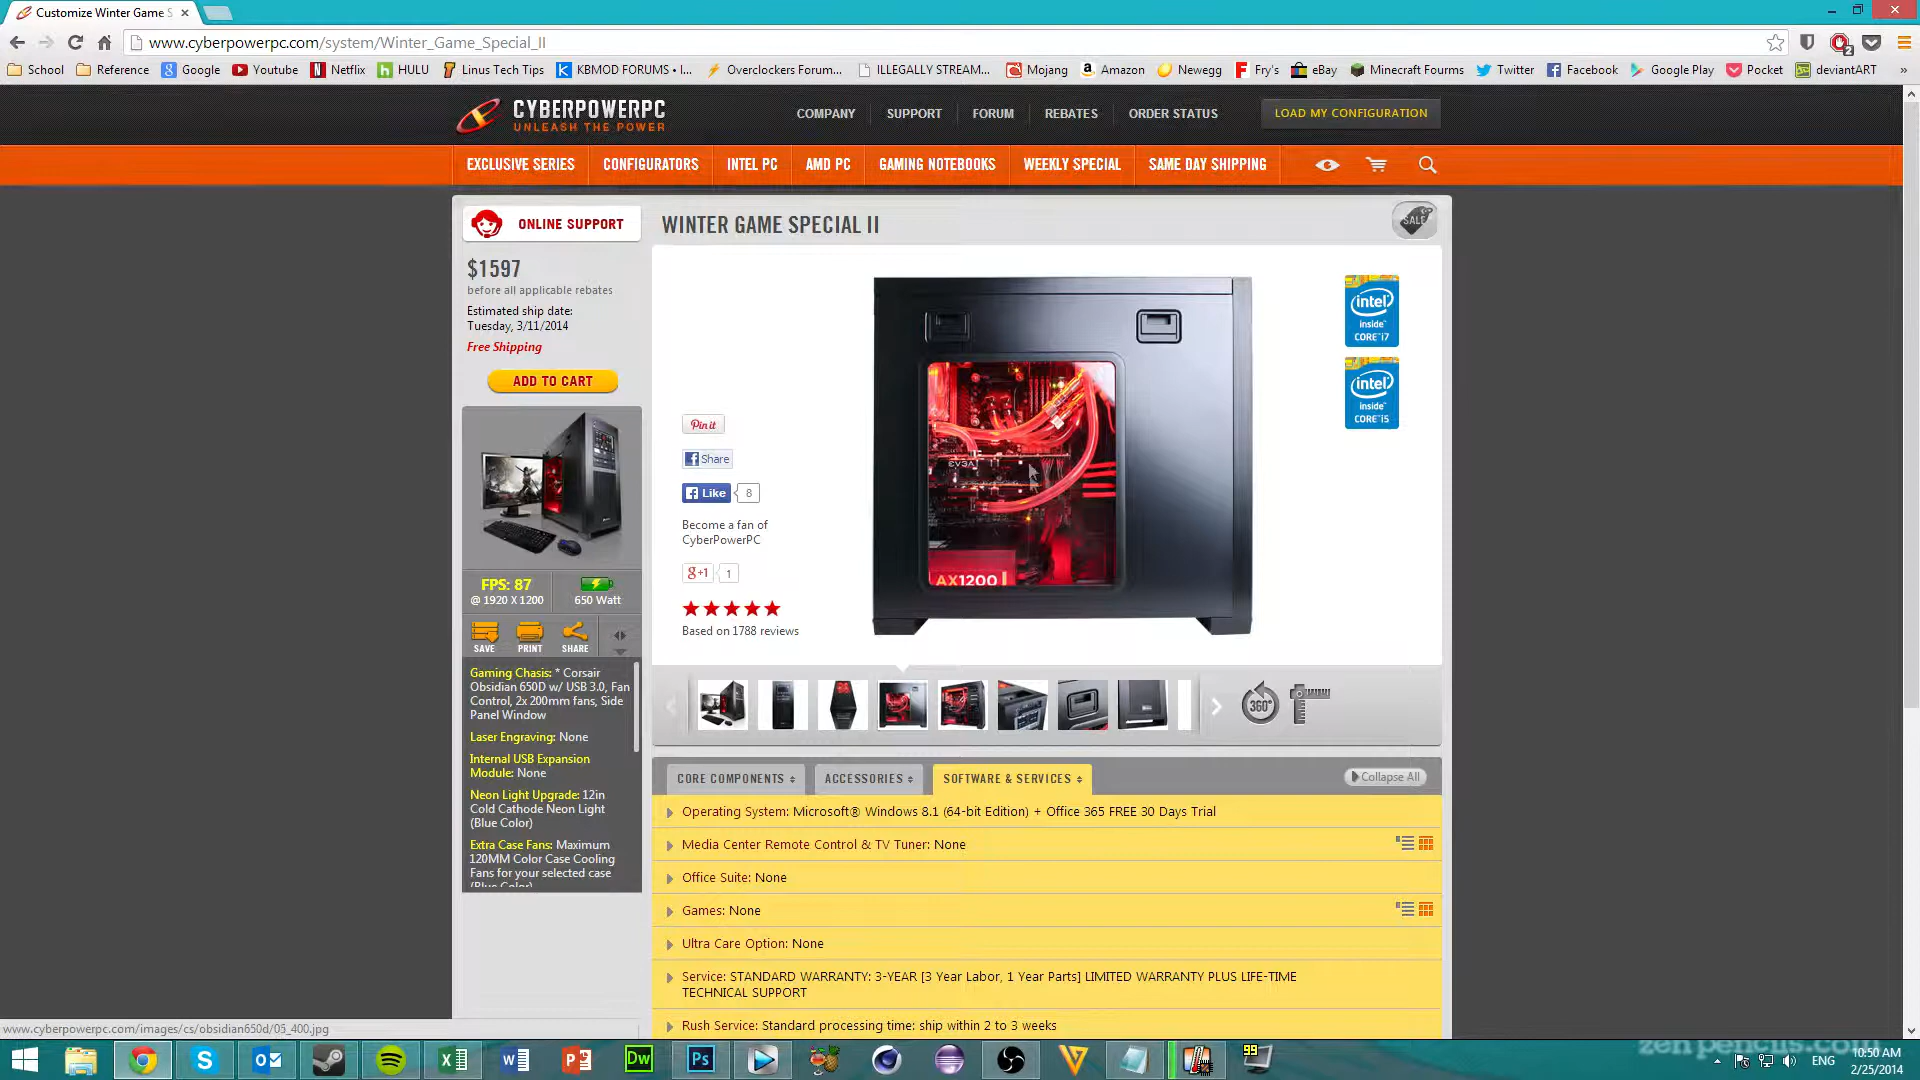 Customize Winter Game S
www.cyberpowerpc.com/system/Winter_Game_Special_II
2
School
Reference
Google
Youtube
Netflix
HULU
Linus Tech Tips
KBMOD FORUMS • I...
Overclockers Forum...
ILLEGALLY STREAM...
Mojang
Amazon
Newegg
Fry's
eBay
Minecraft Fourms
Twitter
Facebook
Google Play
Pocket
deviantART
»
CYBERPOWERPC
UNLEASH THE POWER
COMPANY
SUPPORT
FORUM
REBATES
ORDER STATUS
LOAD MY CONFIGURATION
EXCLUSIVE SERIES
CONFIGURATORS
INTEL PC
AMD PC
GAMING NOTEBOOKS
WEEKLY SPECIAL
SAME DAY SHIPPING
ONLINE SUPPORT
$1597
before all applicable rebates
Estimated ship date:
Tuesday, 3/11/2014
Free Shipping
ADD TO CART
FPS: 87
@ 1920 X 1200
650 Watt
SAVE
PRINT
SHARE
Gaming Chasis: * Corsair
Obsidian 650D w/ USB 3.0, Fan
Control, 2x 200mm fans, Side
Panel Window
Laser Engraving: None
Internal USB Expansion
Module: None
Neon Light Upgrade: 12in
Cold Cathode Neon Light
(Blue Color)
Extra Case Fans: Maximum
120MM Color Case Cooling
Fans for your selected case
(Blue Color)
WINTER GAME SPECIAL II
SALE
Pin it
Share
Like
8
Become a fan of
CyberPowerPC
g+1
1
Based on 1788 reviews
EVGA
AX1200
intel
inside
CORE i7
intel
inside
CORE i5
360°
CORE COMPONENTS
ACCESSORIES
SOFTWARE & SERVICES
Collapse All
Operating System: Microsoft® Windows 8.1 (64-bit Edition) + Office 365 FREE 30 Days Trial
Media Center Remote Control & TV Tuner: None
Office Suite: None
Games: None
Ultra Care Option: None
Service: STANDARD WARRANTY: 3-YEAR [3 Year Labor, 1 Year Parts] LIMITED WARRANTY PLUS LIFE-TIME
TECHNICAL SUPPORT
Rush Service: Standard processing time: ship within 2 to 3 weeks
www.cyberpowerpc.com/images/cs/obsidian650d/05_400.jpg
Dw
Ps
99
zenpencils.com
ENG
10:50 AM
2/25/2014